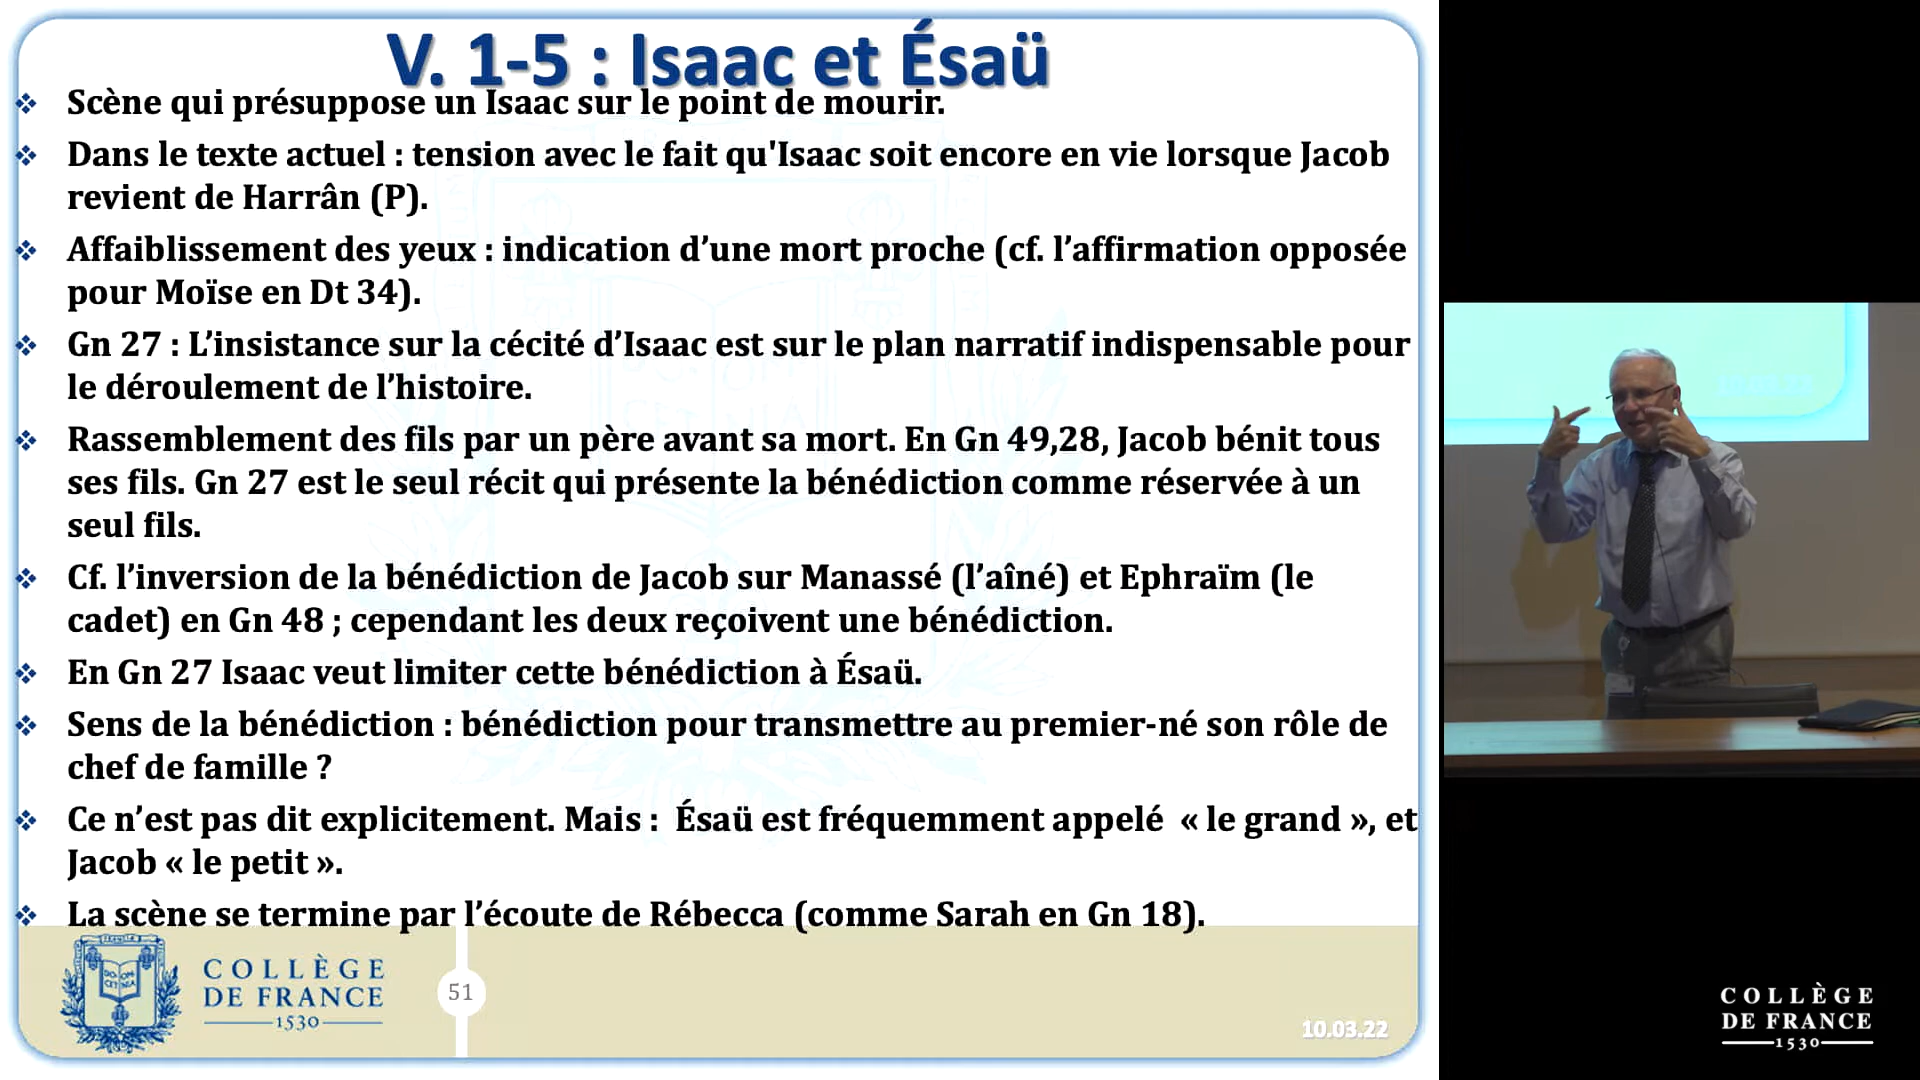 V. 1-5 : Isaac et Ésaü
❖ Scène qui présuppose un Isaac sur le point de mourir.
❖ Dans le texte actuel : tension avec le fait qu'Isaac soit encore en vie lorsque Jacob
revient de Harrân (P).
❖ Affaiblissement des yeux : indication d’une mort proche (cf. l’affirmation opposée
pour Moïse en Dt 34).
❖ Gn 27 : L’insistance sur la cécité d’Isaac est sur le plan narratif indispensable pour
le déroulement de l’histoire.
❖ Rassemblement des fils par un père avant sa mort. En Gn 49,28, Jacob bénit tous
ses fils. Gn 27 est le seul récit qui présente la bénédiction comme réservée à un
seul fils.
❖ Cf. l’inversion de la bénédiction de Jacob sur Manassé (l’aîné) et Ephraïm (le
cadet) en Gn 48 ; cependant les deux reçoivent une bénédiction.
❖ En Gn 27 Isaac veut limiter cette bénédiction à Ésaü.
❖ Sens de la bénédiction : bénédiction pour transmettre au premier-né son rôle de
chef de famille ?
❖ Ce n’est pas dit explicitement. Mais : Ésaü est fréquemment appelé « le grand », et
Jacob « le petit ».
❖ La scène se termine par l’écoute de Rébecca (comme Sarah en Gn 18).
COLLÈGE
DE FRANCE
1530
51
10.03.22
COLLÈGE
DE FRANCE
1530